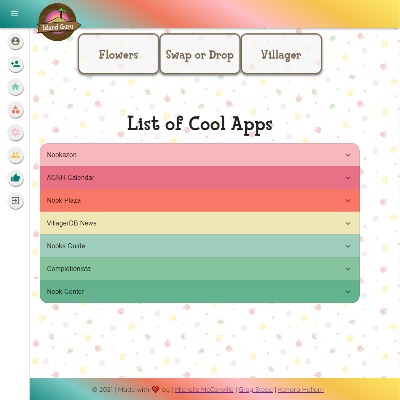 Island Guru
Flowers
Swap or Drop
Villager
List of Cool Apps
Nookazon
ACNH Calendar
Nook Plaza
VillagerDB News
Nooks Guide
Completionista
Nook Center
© 2021 | Made with ❤ by | Michelle McConville | Greg Steed | Kendra Hellam